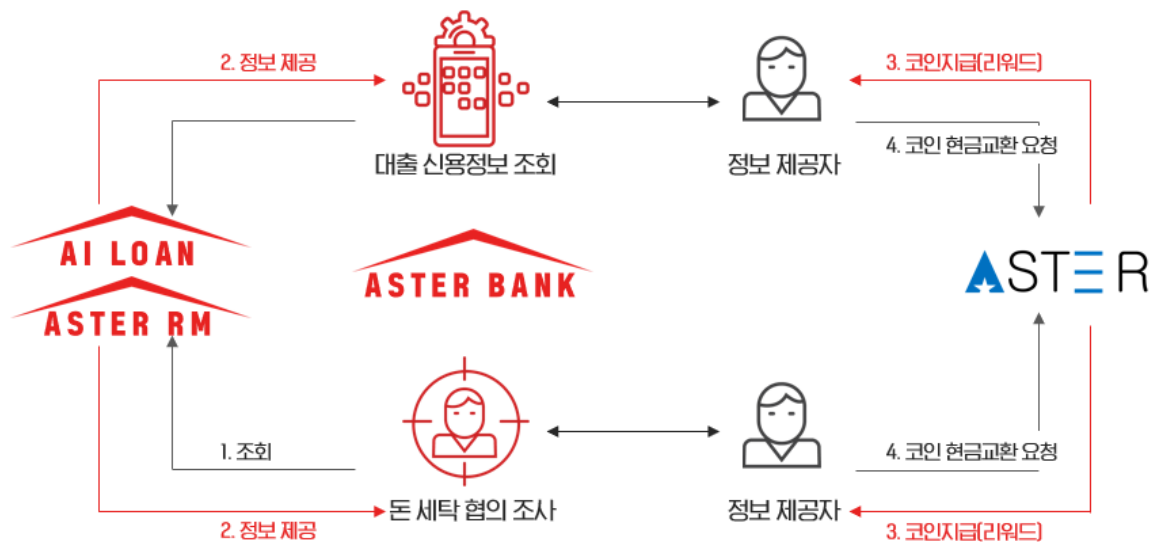 2. 정보 제공
3. 코인지급(리워드)
4. 코인 현금교환 요청
대출 신용정보 조회
정보 제공자
AI LOAN
ASTER RM
ASTER BANK
ASTER
1. 조회
4. 코인 현금교환 요청
돈 세탁 협의 조사
정보 제공자
2. 정보 제공
3. 코인지급(리워드)